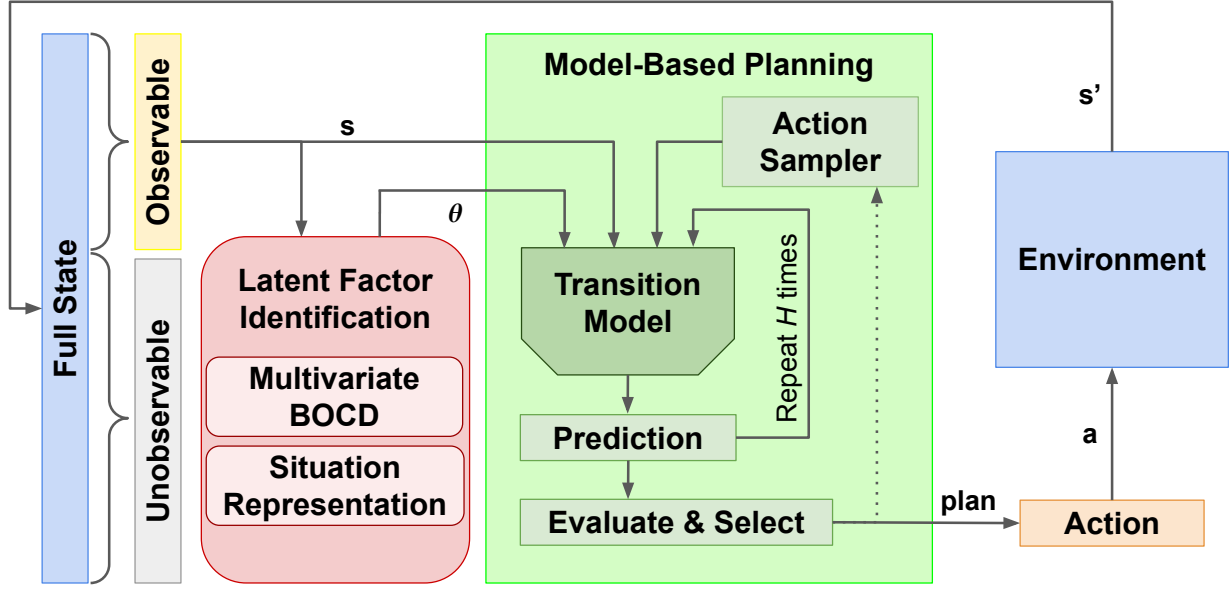 Full State
Observable
Unobservable
s
θ
Latent Factor
Identification
Multivariate
BOCD
Situation
Representation
Model-Based Planning
Action
Sampler
Transition
Model
Repeat H times
Prediction
Evaluate & Select
plan
Action
a
Environment
s’